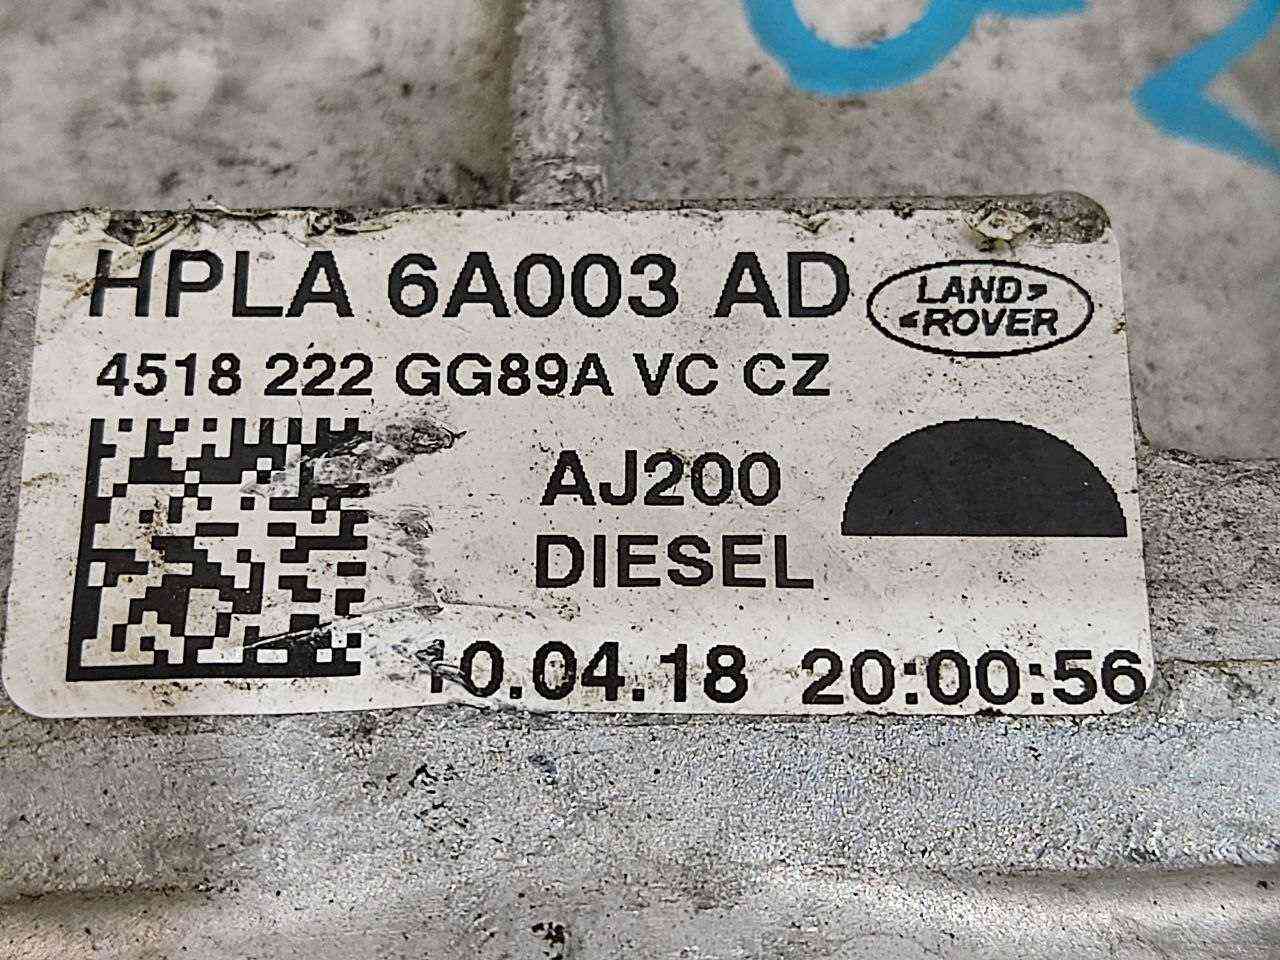 HPLA 6A003 AD
LAND
ROVER
4518 222 GG89A VC CZ
AJ200
DIESEL
10.04.18 20:00:56